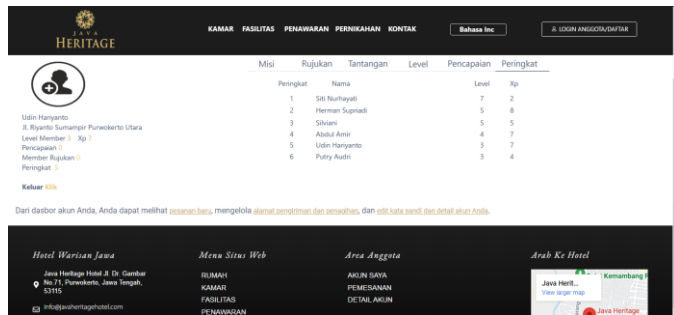 JAVA
HERITAGE
KAMAR FASILITAS PENAWARAN PERNIKAHAN KONTAK
Bahasa Inc
LOGIN ANGGOTA/DAFTAR
Misi Rujukan Tantangan Level Pencapaian Peringkat
Peringkat Nama Level Xp
1 Siti Nurhayati 7 2
2 Herman Supriadi 5 8
3 Silviani 5 5
4 Abdul Amir 4 7
5 Udin Hariyanto 3 7
6 Putry Audri 3 4
Udin Hariyanto
Jl. Riyanto Sumampir Purwokerto Utara
Level Member 3 Xp 7
Pencapaian 0
Member Rujukan 0
Peringkat 5
Keluar Klik
Dari dasbor akun Anda, Anda dapat melihat pesanan baru, mengelola alamat pengiriman dan penagihan, dan edit kata sandi dan detail akun Anda.
Hotel Warisan Jawa
Java Heritage Hotel Jl. Dr. Gambar
No.71, Purwokerto, Jawa Tengah,
53115
info@javaheritagehotel.com
Menu Situs Web
RUMAH
KAMAR
FASILITAS
PENAWARAN
Area Anggota
AKUN SAYA
PEMESANAN
DETAIL AKUN
Arah Ke Hotel
Java Herit...
View larger map
Kemambang
Java Heritage